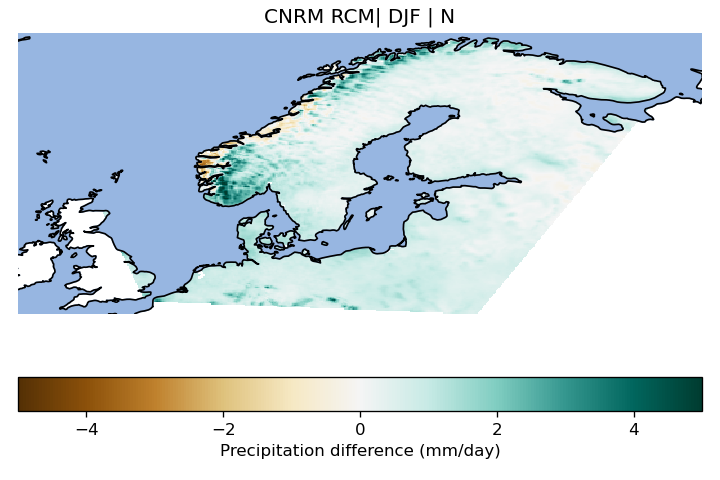 CNRM RCM| DJF | N
−4 −2 0 2 4
Precipitation difference (mm/day)